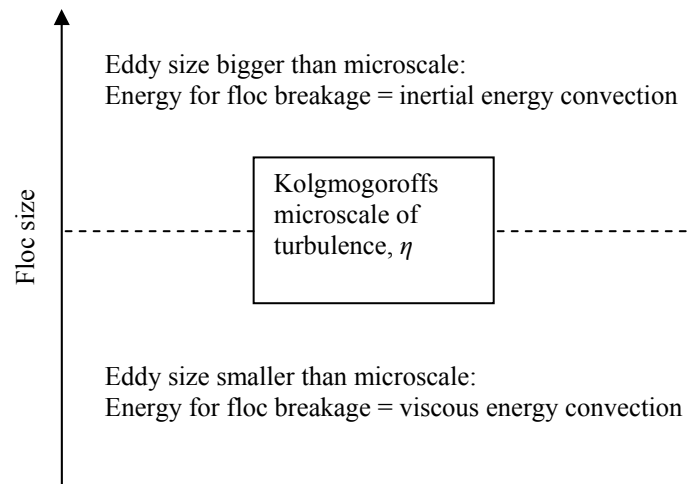 Eddy size bigger than microscale:
Energy for floc breakage = inertial energy convection
Kolgmogoroffs
microscale of
turbulence, η
Floc size
Eddy size smaller than microscale:
Energy for floc breakage = viscous energy convection